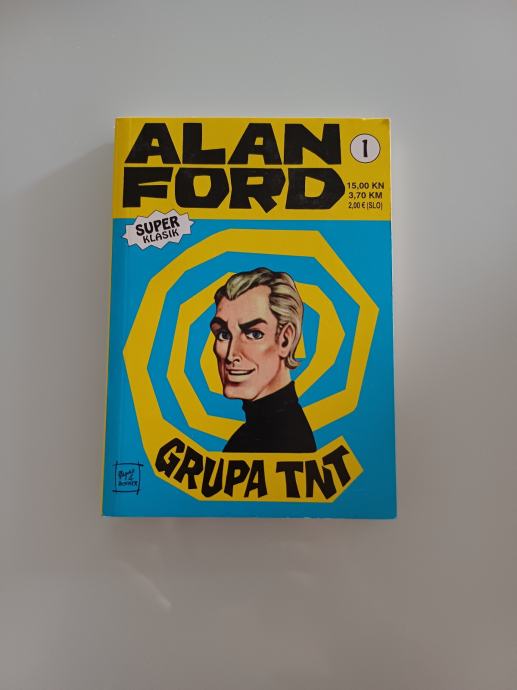 ALAN
FORD
1
15,00 KN
3,70 KM
2,00 € (SLO)
SUPER
KLASIK
GRUPA TNT